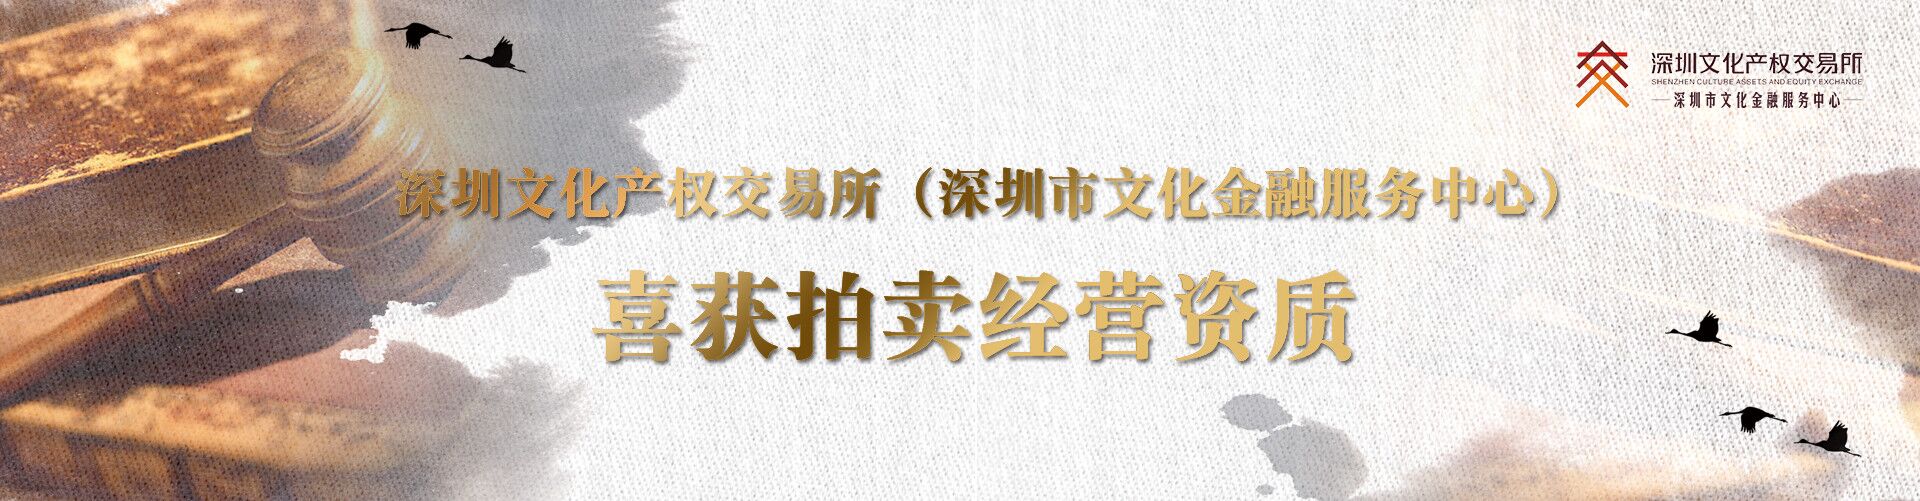 深圳文化产权交易所
SHENZHEN CULTURE ASSETS AND EQUITY EXCHANGE
深圳市文化金融服务中心
深圳文化产权交易所（深圳市文化金融服务中心）
喜获拍卖经营资质